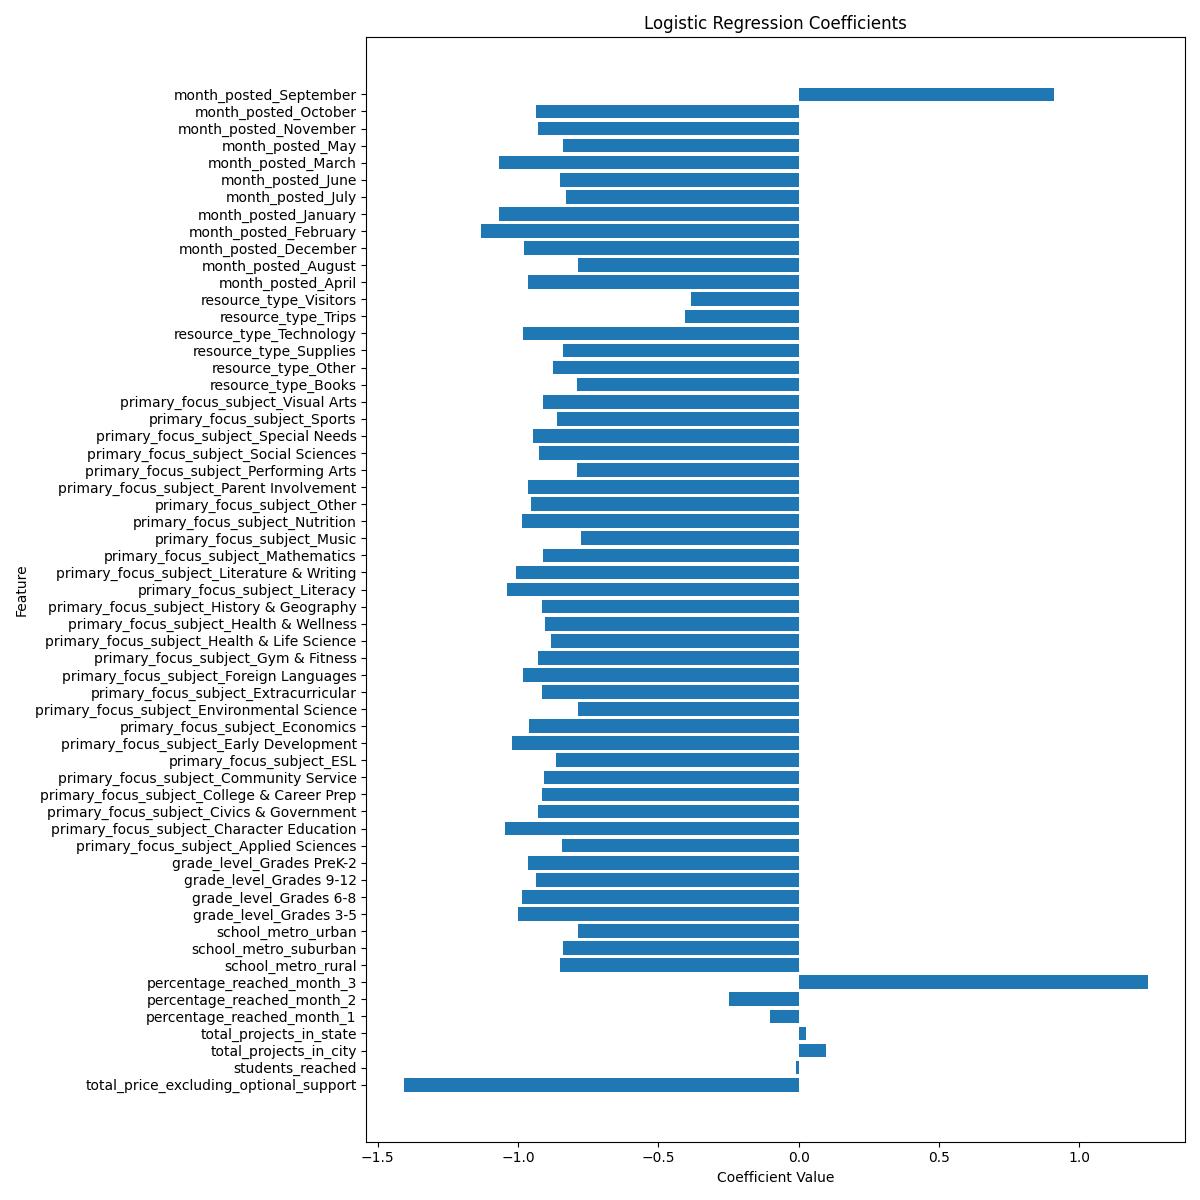 Logistic Regression Coefficients
month_posted_September
month_posted_October
month_posted_November
month_posted_May
month_posted_March
month_posted_June
month_posted_July
month_posted_January
month_posted_February
month_posted_December
month_posted_August
month_posted_April
resource_type_Visitors
resource_type_Trips
resource_type_Technology
resource_type_Supplies
resource_type_Other
resource_type_Books
primary_focus_subject_Visual Arts
primary_focus_subject_Sports
primary_focus_subject_Special Needs
primary_focus_subject_Social Sciences
primary_focus_subject_Performing Arts
primary_focus_subject_Parent Involvement
primary_focus_subject_Other
primary_focus_subject_Nutrition
primary_focus_subject_Music
primary_focus_subject_Mathematics
primary_focus_subject_Literature & Writing
primary_focus_subject_Literacy
primary_focus_subject_History & Geography
primary_focus_subject_Health & Wellness
primary_focus_subject_Health & Life Science
primary_focus_subject_Gym & Fitness
primary_focus_subject_Foreign Languages
primary_focus_subject_Extracurricular
primary_focus_subject_Environmental Science
primary_focus_subject_Economics
primary_focus_subject_Early Development
primary_focus_subject_ESL
primary_focus_subject_Community Service
primary_focus_subject_College & Career Prep
primary_focus_subject_Civics & Government
primary_focus_subject_Character Education
primary_focus_subject_Applied Sciences
grade_level_Grades PreK-2
grade_level_Grades 9-12
grade_level_Grades 6-8
grade_level_Grades 3-5
school_metro_urban
school_metro_suburban
school_metro_rural
percentage_reached_month_3
percentage_reached_month_2
percentage_reached_month_1
total_projects_in_state
total_projects_in_city
students_reached
total_price_excluding_optional_support
Feature
−1.5 −1.0 −0.5 0.0 0.5 1.0
Coefficient Value